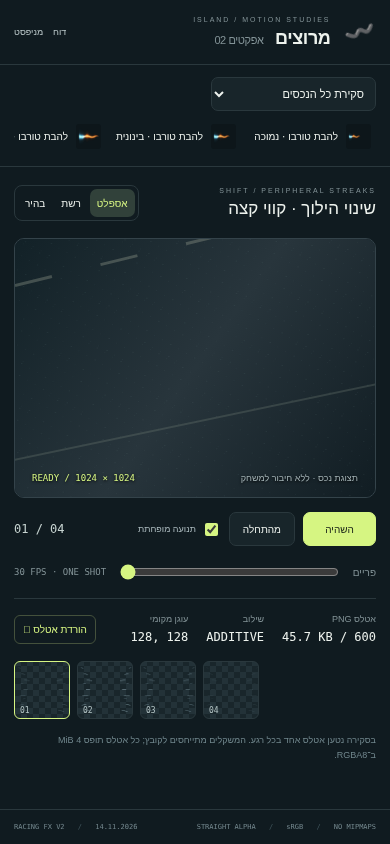 ISLAND / MOTION STUDIES
מרוצים אפקטים 02
דוח מניפסט
סקירת כל הנכסים
להבת טורבו · נמוכה
להבת טורבו · בינונית
להבת טורבו ·
SHIFT / PERIPHERAL STREAKS
שינוי הילוך · קווי קצה
אספלט רשת בהיר
תצוגת נכס · ללא חיבור למשחק
READY / 1024 × 1024
השהיה
מהתחלה
תנועה מופחתת
01 / 04
פריים
30 FPS · ONE SHOT
אטלס PNG
45.7 KB / 600
שילוב
ADDITIVE
עוגן מקומי
128, 128
הורדת אטלס
01
02
03
04
בסקירה נטען אטלס אחד בכל רגע. המשקלים מתייחסים לקובץ; כל אטלס תופס 4 MiB
ב־RGBA8.
RACING FX V2 / 14.11.2026
STRAIGHT ALPHA / sRGB / NO MIPMAPS